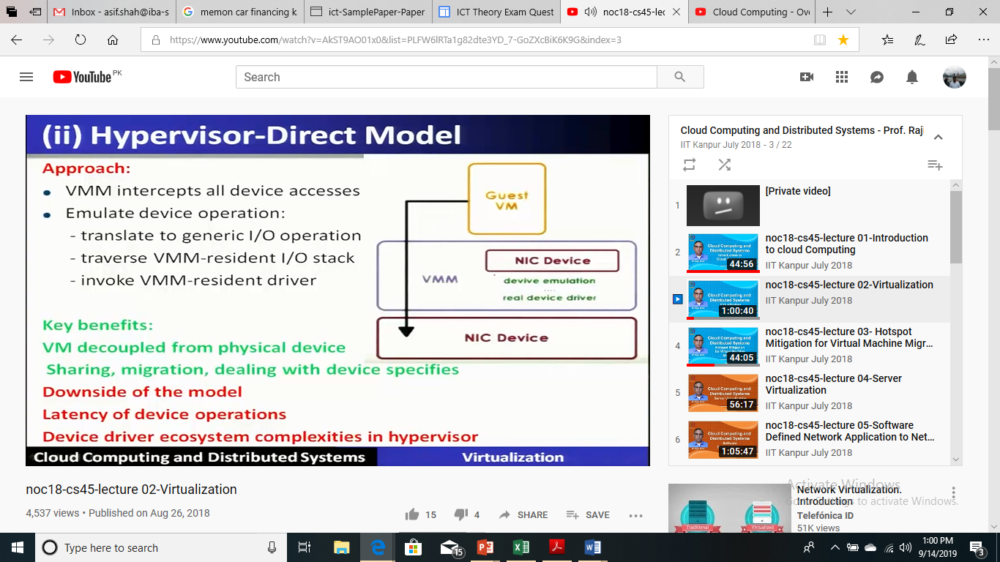 Inbox - asif.shah@iba-s
memon car financing k
ict-SamplePaper-Paper
ICT Theory Exam Quest
noc18-cs45-lec
Cloud Computing - Ove
https://www.youtube.com/watch?v=AkST9AO01x0&list=PLFW6lRTa1g82dte3YD_7-GoZXcBiK6K9G&index=3
YouTube PK
Search
(ii) Hypervisor-Direct Model
Approach:
• VMM intercepts all device accesses
• Emulate device operation:
- translate to generic I/O operation
- traverse VMM-resident I/O stack
- invoke VMM-resident driver
Key benefits:
VM decoupled from physical device
Sharing, migration, dealing with device specifies
Downside of the model
Latency of device operations
Device driver ecosystem complexities in hypervisor
Guest
VM
VMM
NIC Device
devive emulation
....
real device driver
NIC Device
Cloud Computing and Distributed Systems
Virtualization
noc18-cs45-lecture 02-Virtualization
4,537 views • Published on Aug 26, 2018
15
4
SHARE
SAVE
Cloud Computing and Distributed Systems - Prof. Raji
IIT Kanpur July 2018 - 3 / 22
1
[Private video]
2
44:56
noc18-cs45-lecture 01-Introduction
to cloud Computing
IIT Kanpur July 2018
1:00:40
noc18-cs45-lecture 02-Virtualization
IIT Kanpur July 2018
4
44:05
noc18-cs45-lecture 03- Hotspot
Mitigation for Virtual Machine Migr...
IIT Kanpur July 2018
5
56:17
noc18-cs45-lecture 04-Server
Virtualization
IIT Kanpur July 2018
6
1:05:47
noc18-cs45-lecture 05-Software
Defined Network Application to Net...
IIT Kanpur July 2018
Traditional
Virtualized
Network Virtualization.
Introduction
Telefónica ID
51K views
Activate Windows
Go to Settings to activate Windows.
Type here to search
15
1:00 PM
9/14/2019
3